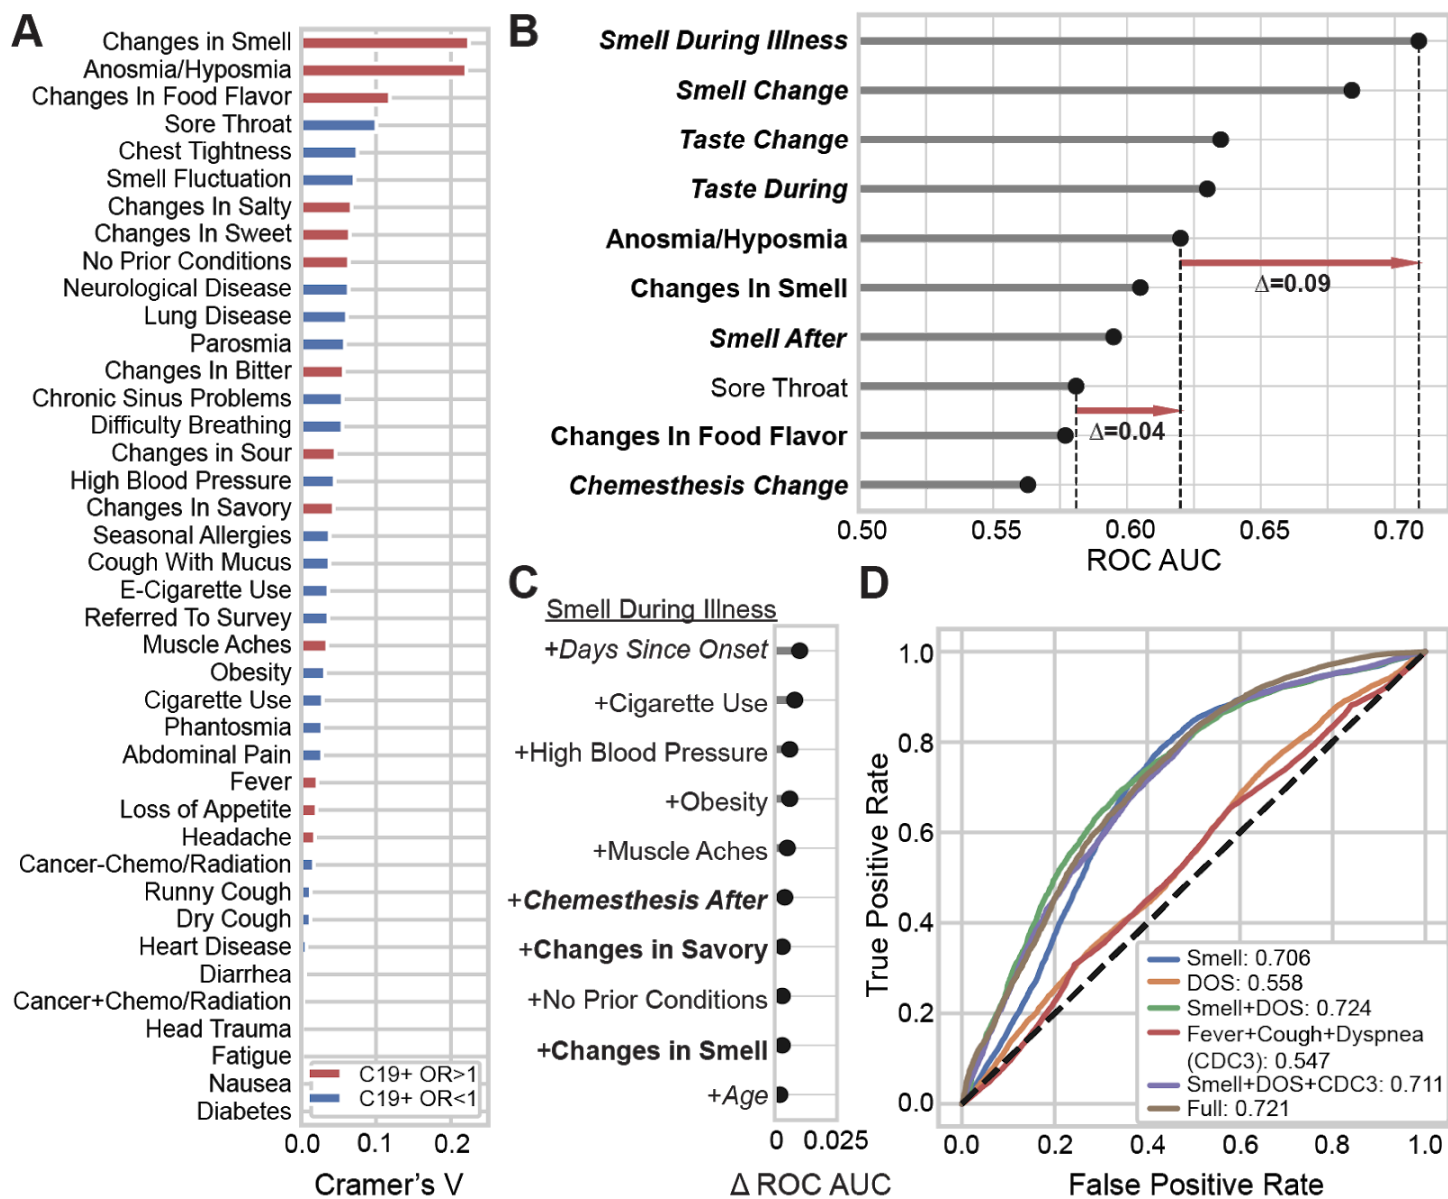 A
Changes in Smell
Anosmia/Hyposmia
Changes In Food Flavor
Sore Throat
Chest Tightness
Smell Fluctuation
Changes In Salty
Changes In Sweet
No Prior Conditions
Neurological Disease
Lung Disease
Parosmia
Changes In Bitter
Chronic Sinus Problems
Difficulty Breathing
Changes in Sour
High Blood Pressure
Changes In Savory
Seasonal Allergies
Cough With Mucus
E-Cigarette Use
Referred To Survey
Muscle Aches
Obesity
Cigarette Use
Phantosmia
Abdominal Pain
Fever
Loss of Appetite
Headache
Cancer-Chemo/Radiation
Runny Cough
Dry Cough
Heart Disease
Diarrhea
Cancer+Chemo/Radiation
Head Trauma
Fatigue
Nausea
Diabetes
C19+ OR>1
C19+ OR<1
0.0 0.1 0.2
Cramer's V
B
Smell During Illness
Smell Change
Taste Change
Taste During
Anosmia/Hyposmia
Changes In Smell
Smell After
Sore Throat
Changes In Food Flavor
Chemesthesis Change
Δ=0.09
Δ=0.04
0.50 0.55 0.60 0.65 0.70
ROC AUC
C
Smell During Illness
+Days Since Onset
+Cigarette Use
+High Blood Pressure
+Obesity
+Muscle Aches
+Chemesthesis After
+Changes in Savory
+No Prior Conditions
+Changes in Smell
+Age
0 0.025
Δ ROC AUC
D
True Positive Rate
1.0
0.8
0.6
0.4
0.2
0.0
Smell: 0.706
DOS: 0.558
Smell+DOS: 0.724
Fever+Cough+Dyspnea
(CDC3): 0.547
Smell+DOS+CDC3: 0.711
Full: 0.721
0.0 0.2 0.4 0.6 0.8 1.0
False Positive Rate